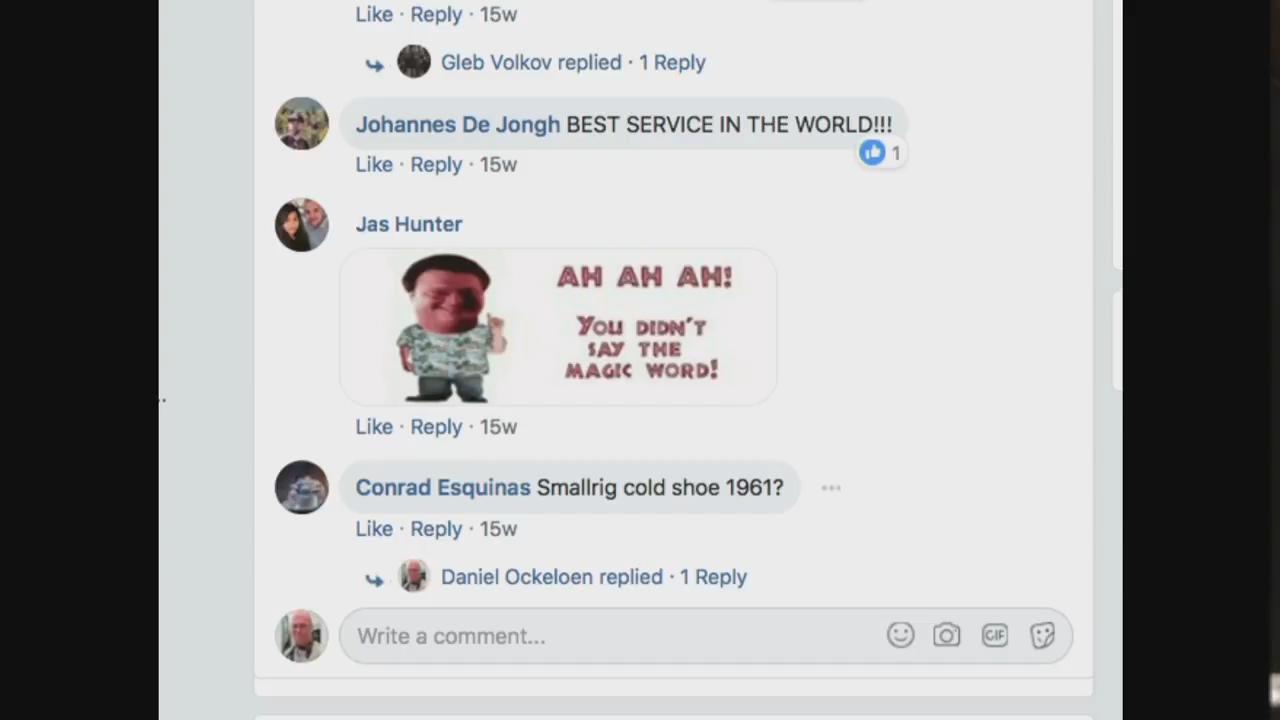 Like · Reply · 15w
Gleb Volkov replied · 1 Reply
Johannes De Jongh BEST SERVICE IN THE WORLD!!!
1
Like · Reply · 15w
Jas Hunter
AH AH AH!
YOU DIDN'T
SAY THE
MAGIC WORD!
Like · Reply · 15w
Conrad Esquinas Smallrig cold shoe 1961?
Like · Reply · 15w
Daniel Ockeloen replied · 1 Reply
Write a comment...
GIF